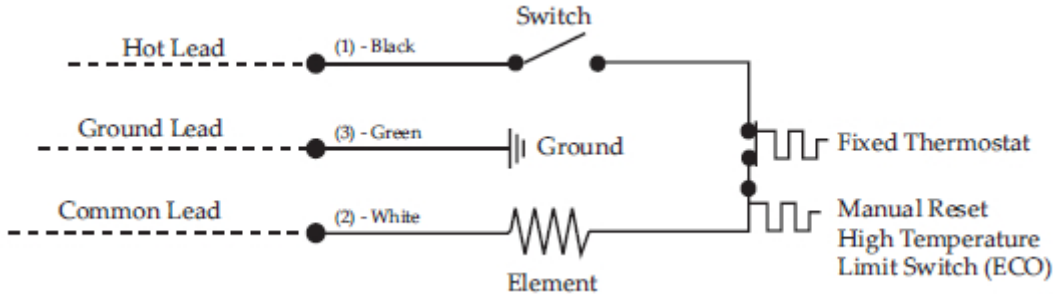 Switch
Hot Lead
(1) - Black
Ground Lead
(3) - Green
Ground
Fixed Thermostat
Common Lead
(2) - White
Manual Reset
High Temperature
Limit Switch (ECO)
Element